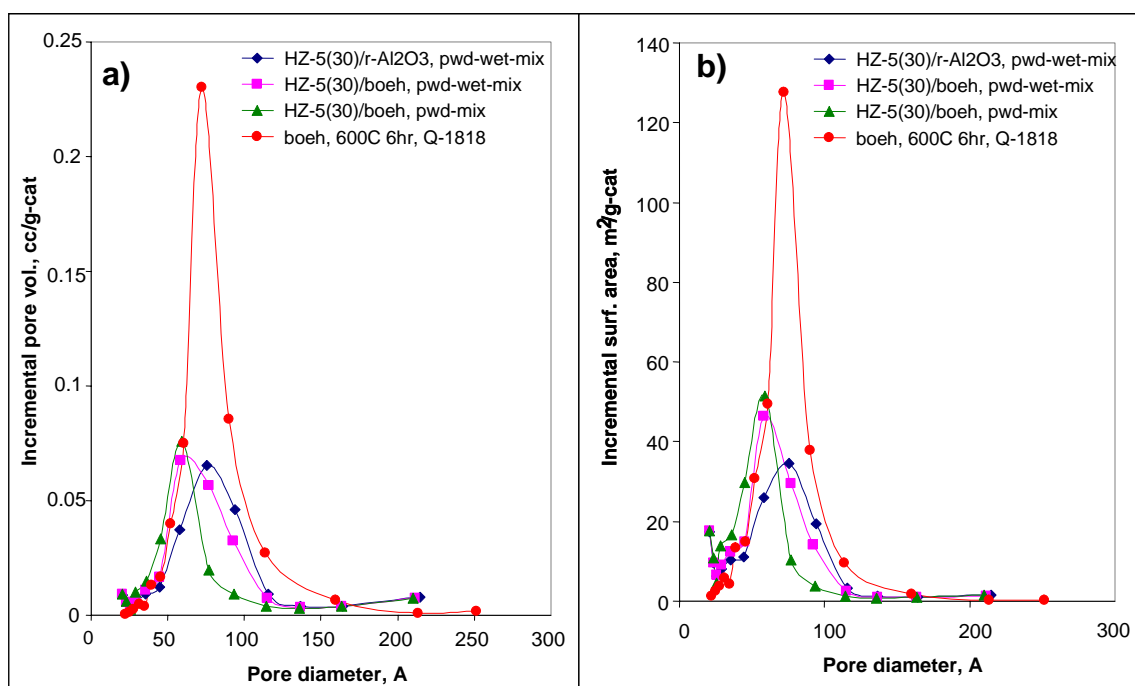 a)
HZ-5(30)/r-Al2O3, pwd-wet-mix
HZ-5(30)/boeh, pwd-wet-mix
HZ-5(30)/boeh, pwd-mix
boeh, 600C 6hr, Q-1818
0.25
0.2
0.15
0.1
0.05
0
Incremental pore vol., cc/g-cat
0 50 100 150 200 250 300
Pore diameter, A
b)
HZ-5(30)/r-Al2O3, pwd-wet-mix
HZ-5(30)/boeh, pwd-wet-mix
HZ-5(30)/boeh, pwd-mix
boeh, 600C 6hr, Q-1818
140
120
100
80
60
40
20
0
Incremental surf. area, m2/g-cat
0 100 200 300
Pore diameter, A